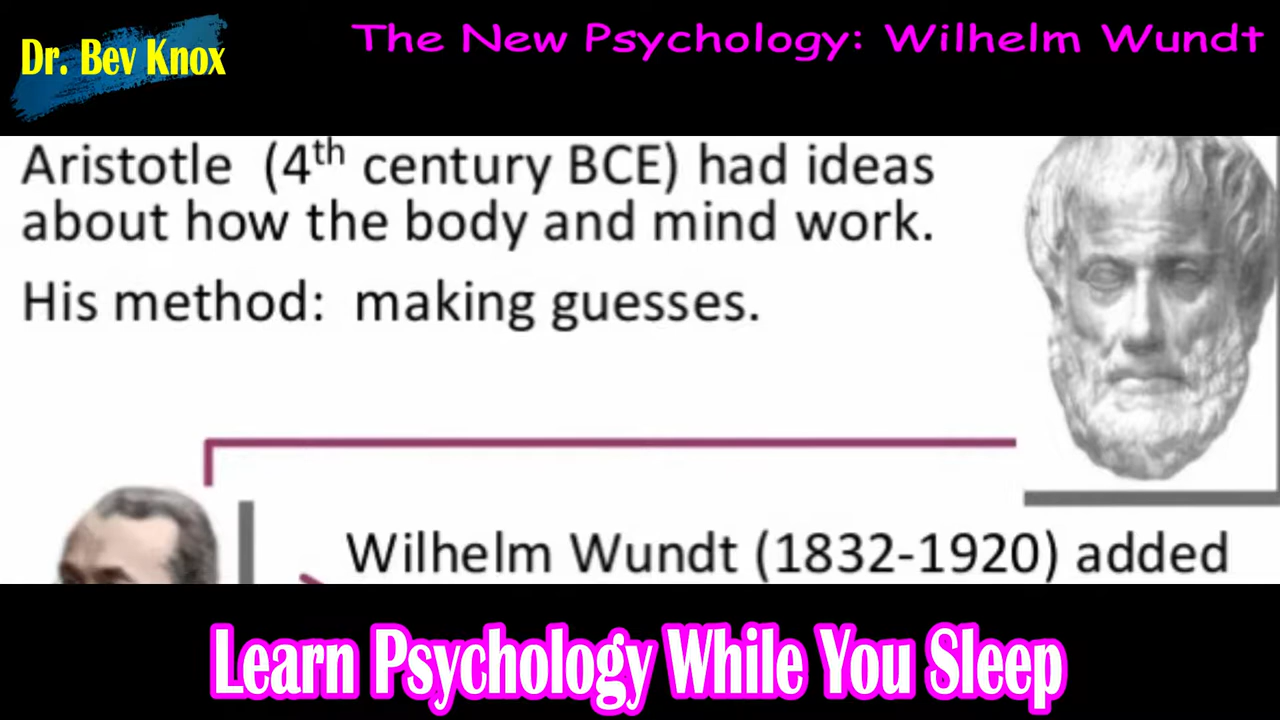 Dr. Bev Knox
The New Psychology: Wilhelm Wundt
Aristotle (4th century BCE) had ideas
about how the body and mind work.
His method: making guesses.
Wilhelm Wundt (1832-1920) added
Learn Psychology While You Sleep